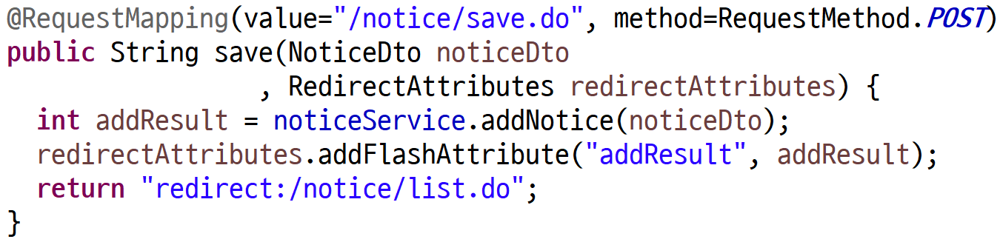 @RequestMapping(value="/notice/save.do", method=RequestMethod.POST)
public String save(NoticeDto noticeDto
                 , RedirectAttributes redirectAttributes) {
  int addResult = noticeService.addNotice(noticeDto);
  redirectAttributes.addFlashAttribute("addResult", addResult);
  return "redirect:/notice/list.do";
}